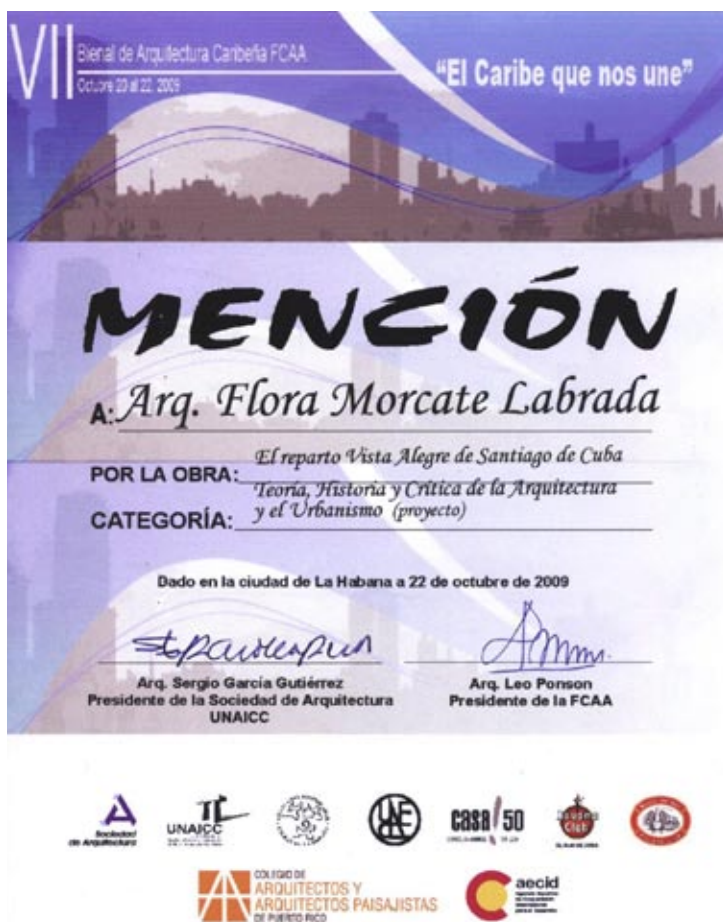 VII
Bienal de Arquitectura Caribeña FCAA
Octubre 20 al 22, 2009
"El Caribe que nos une"
MENCIÓN
A: Arq. Flora Morcate Labrada
POR LA OBRA: El reparto Vista Alegre de Santiago de Cuba
Teoría, Historia y Crítica de la Arquitectura
CATEGORÍA: y el Urbanismo (proyecto)
Dado en la ciudad de La Habana a 22 de octubre de 2009
Arq. Sergio García Gutiérrez
Presidente de la Sociedad de Arquitectura
UNAICC
Arq. Leo Ponson
Presidente de la FCAA
Sociedad
de Arquitectura
UNAICC
casa 50
Havana Club
COLEGIO DE
ARQUITECTOS Y
ARQUITECTOS PAISAJISTAS
DE PUERTO RICO
aecid